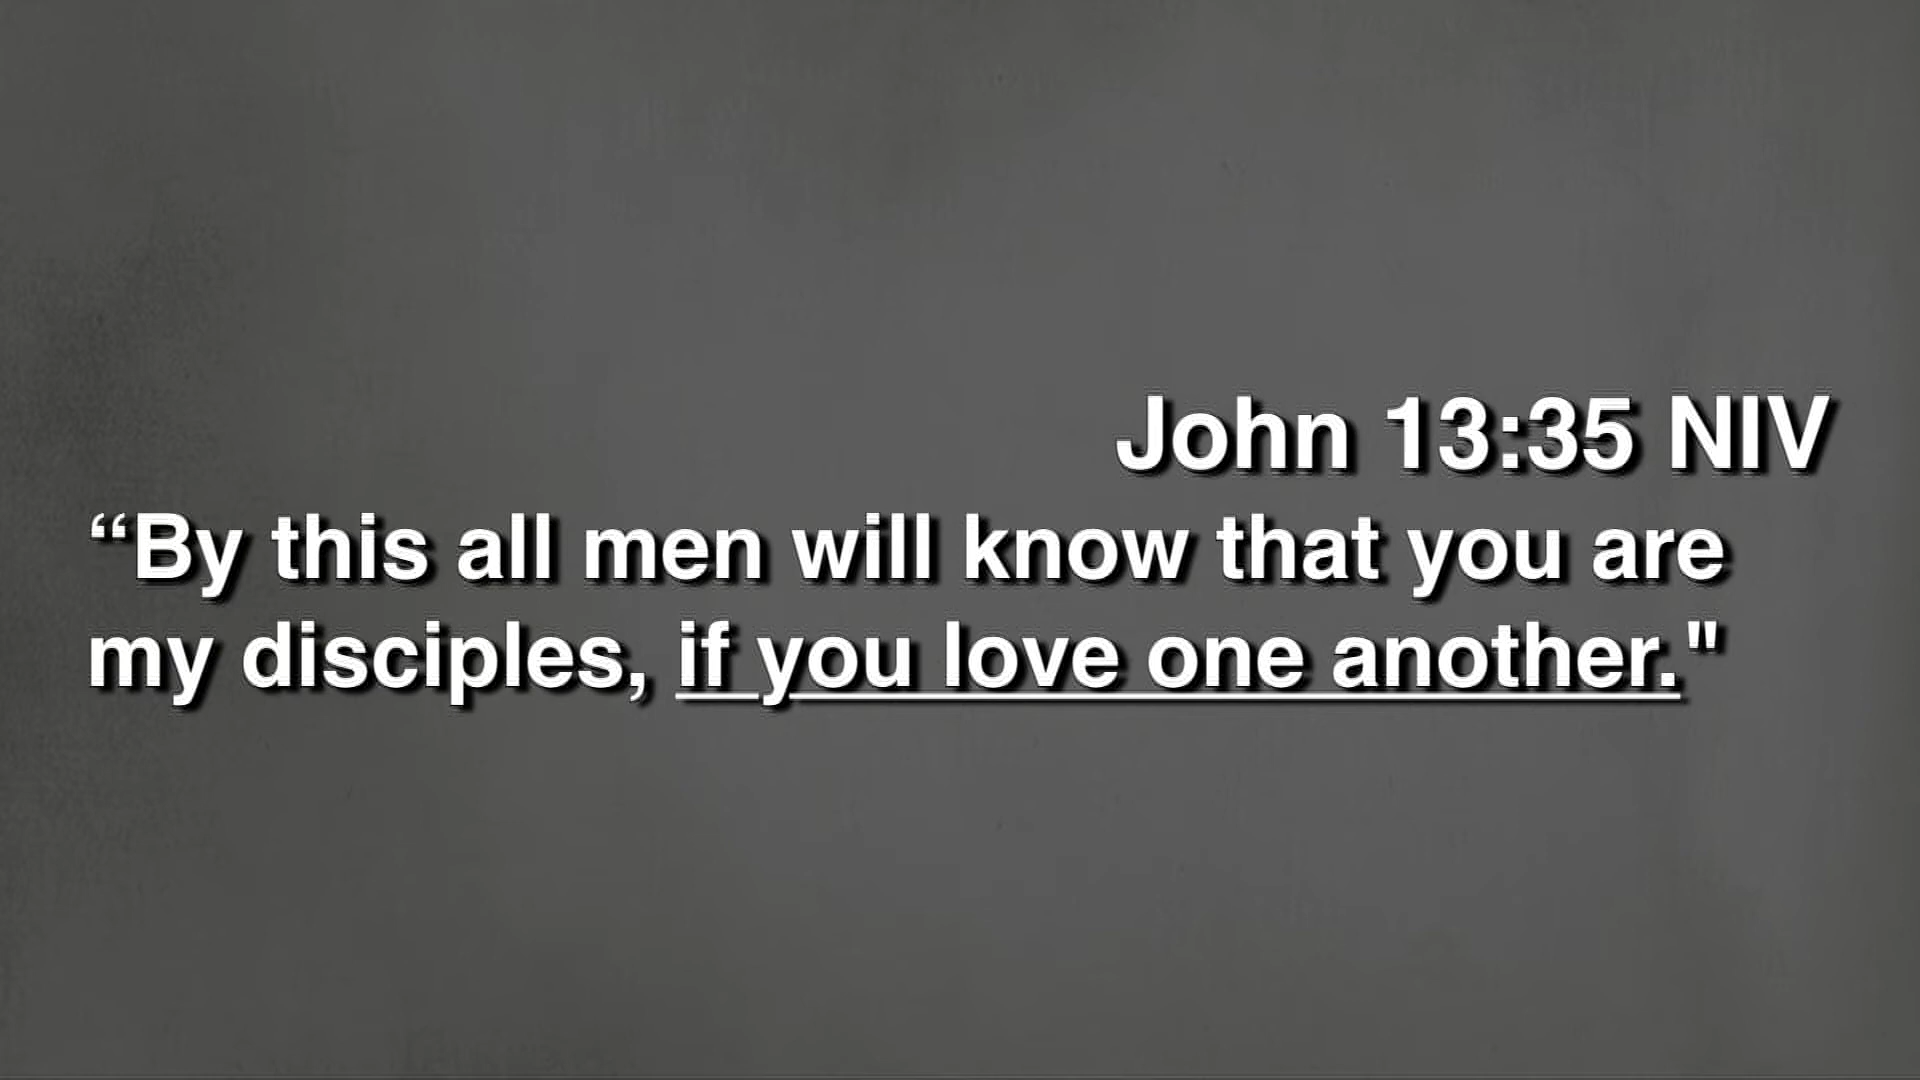 John 13:35 NIV
“By this all men will know that you are
my disciples, if you love one another."